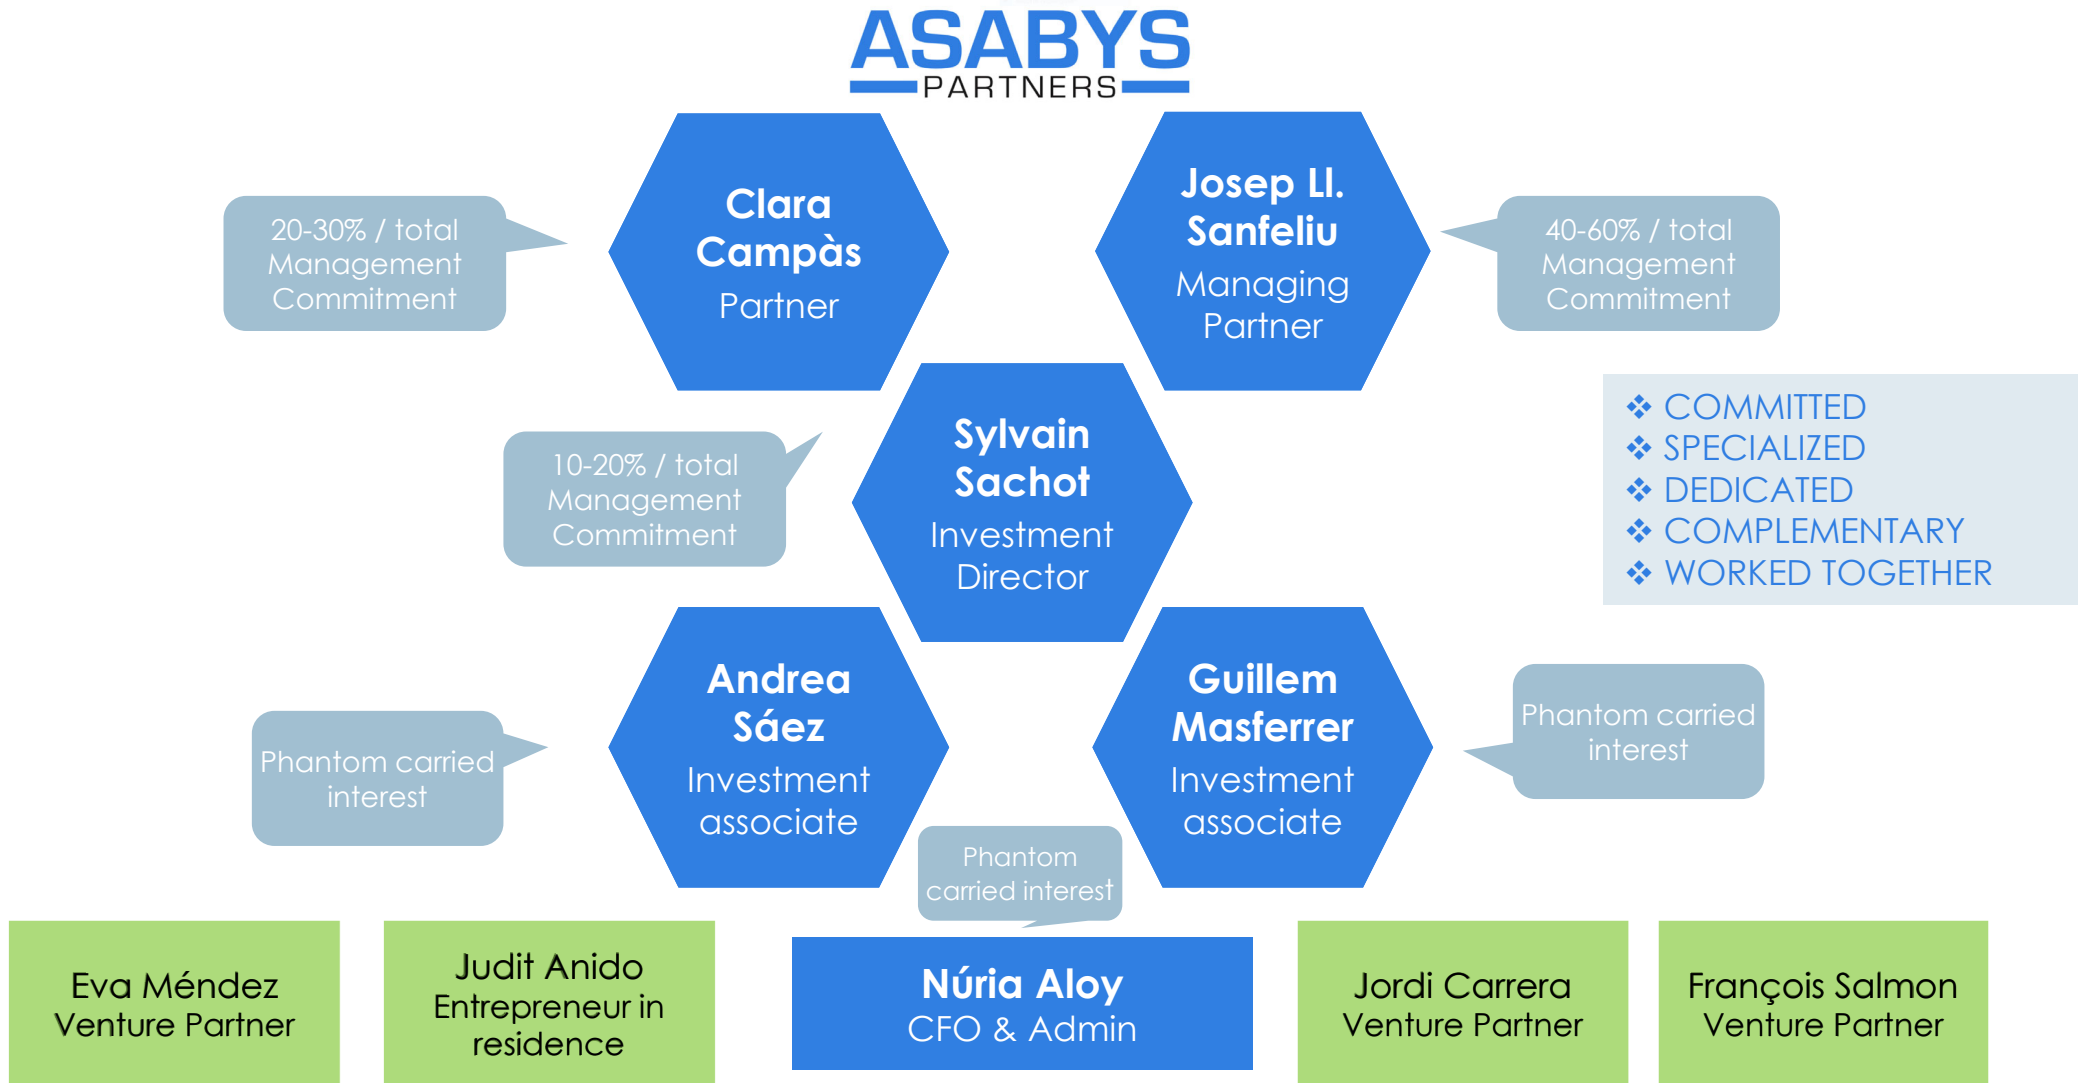 ASABYS
PARTNERS
Clara
Campàs
Partner
Josep Ll.
Sanfeliu
Managing
Partner
20-30% / total
Management
Commitment
40-60% / total
Management
Commitment
Sylvain
Sachot
Investment
Director
10-20% / total
Management
Commitment
❖ COMMITTED
❖ SPECIALIZED
❖ DEDICATED
❖ COMPLEMENTARY
❖ WORKED TOGETHER
Andrea
Sáez
Investment
associate
Guillem
Masferrer
Investment
associate
Phantom carried
interest
Phantom carried
interest
Phantom
carried interest
Eva Méndez
Venture Partner
Judit Anido
Entrepreneur in
residence
Núria Aloy
CFO & Admin
Jordi Carrera
Venture Partner
François Salmon
Venture Partner